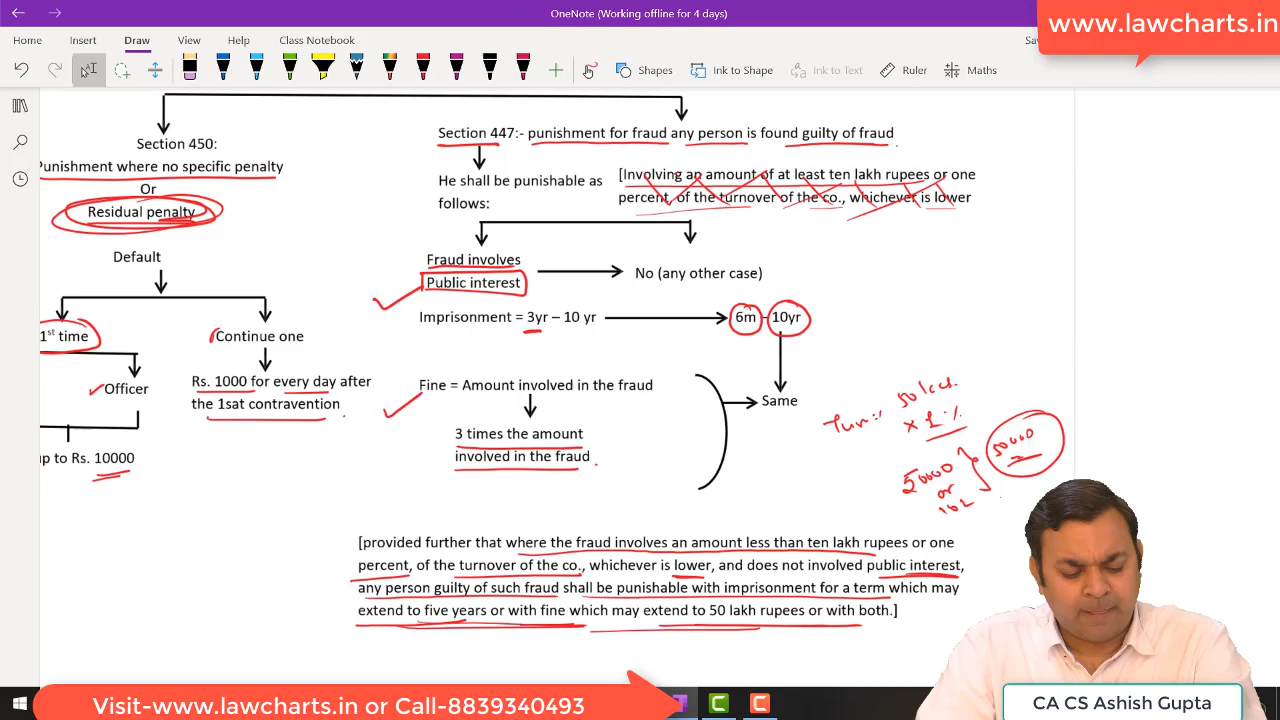 OneNote (Working offline for 4 days)
www.lawcharts.in
Home Insert Draw View Help Class Notebook
Shapes Ink to Shape Ink to Text Ruler Maths
Section 450:
Punishment where no specific penalty
Or
Residual penalty
Default
1st time
Continue one
Officer
Rs. 1000 for every day after
the 1sat contravention
up to Rs. 10000
Section 447:- punishment for fraud any person is found guilty of fraud
He shall be punishable as
follows:
[Involving an amount of at least ten lakh rupees or one
percent, of the turnover of the co., whichever is lower
Fraud involves
Public interest
No (any other case)
Imprisonment = 3yr – 10 yr
6m - 10yr
Fine = Amount involved in the fraud
Same
3 times the amount
involved in the fraud
50 lacs
x 1%
50000
or
10L
50000
[provided further that where the fraud involves an amount less than ten lakh rupees or one
percent, of the turnover of the co., whichever is lower, and does not involved public interest,
any person guilty of such fraud shall be punishable with imprisonment for a term which may
extend to five years or with fine which may extend to 50 lakh rupees or with both.]
Visit-www.lawcharts.in or Call-8839340493
CA CS Ashish Gupta